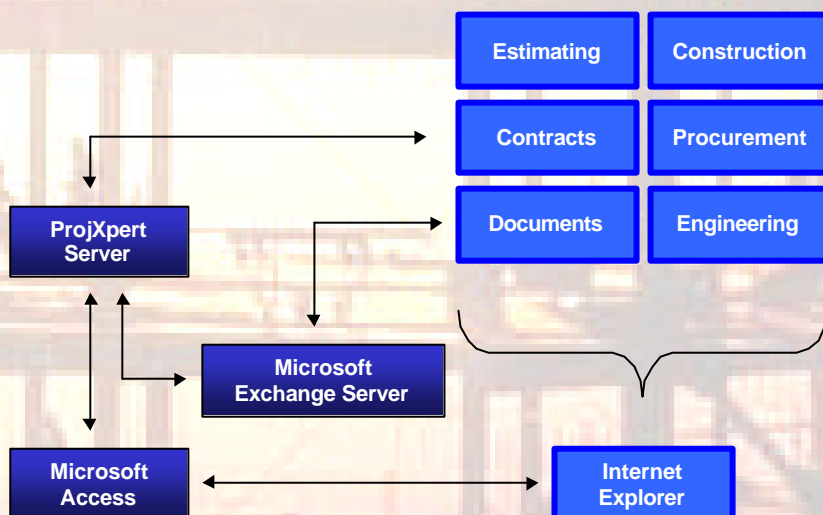 Estimating
Construction
Contracts
Procurement
Documents
Engineering
ProjXpert
Server
Microsoft
Exchange Server
Microsoft
Access
Internet
Explorer